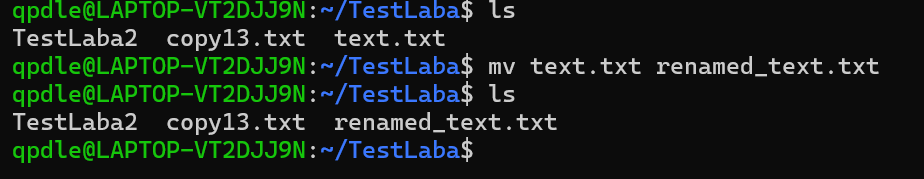 qpdle@LAPTOP-VT2DJJ9N:~/TestLaba$ ls
TestLaba2  copy13.txt  text.txt
qpdle@LAPTOP-VT2DJJ9N:~/TestLaba$ mv text.txt renamed_text.txt
qpdle@LAPTOP-VT2DJJ9N:~/TestLaba$ ls
TestLaba2  copy13.txt  renamed_text.txt
qpdle@LAPTOP-VT2DJJ9N:~/TestLaba$